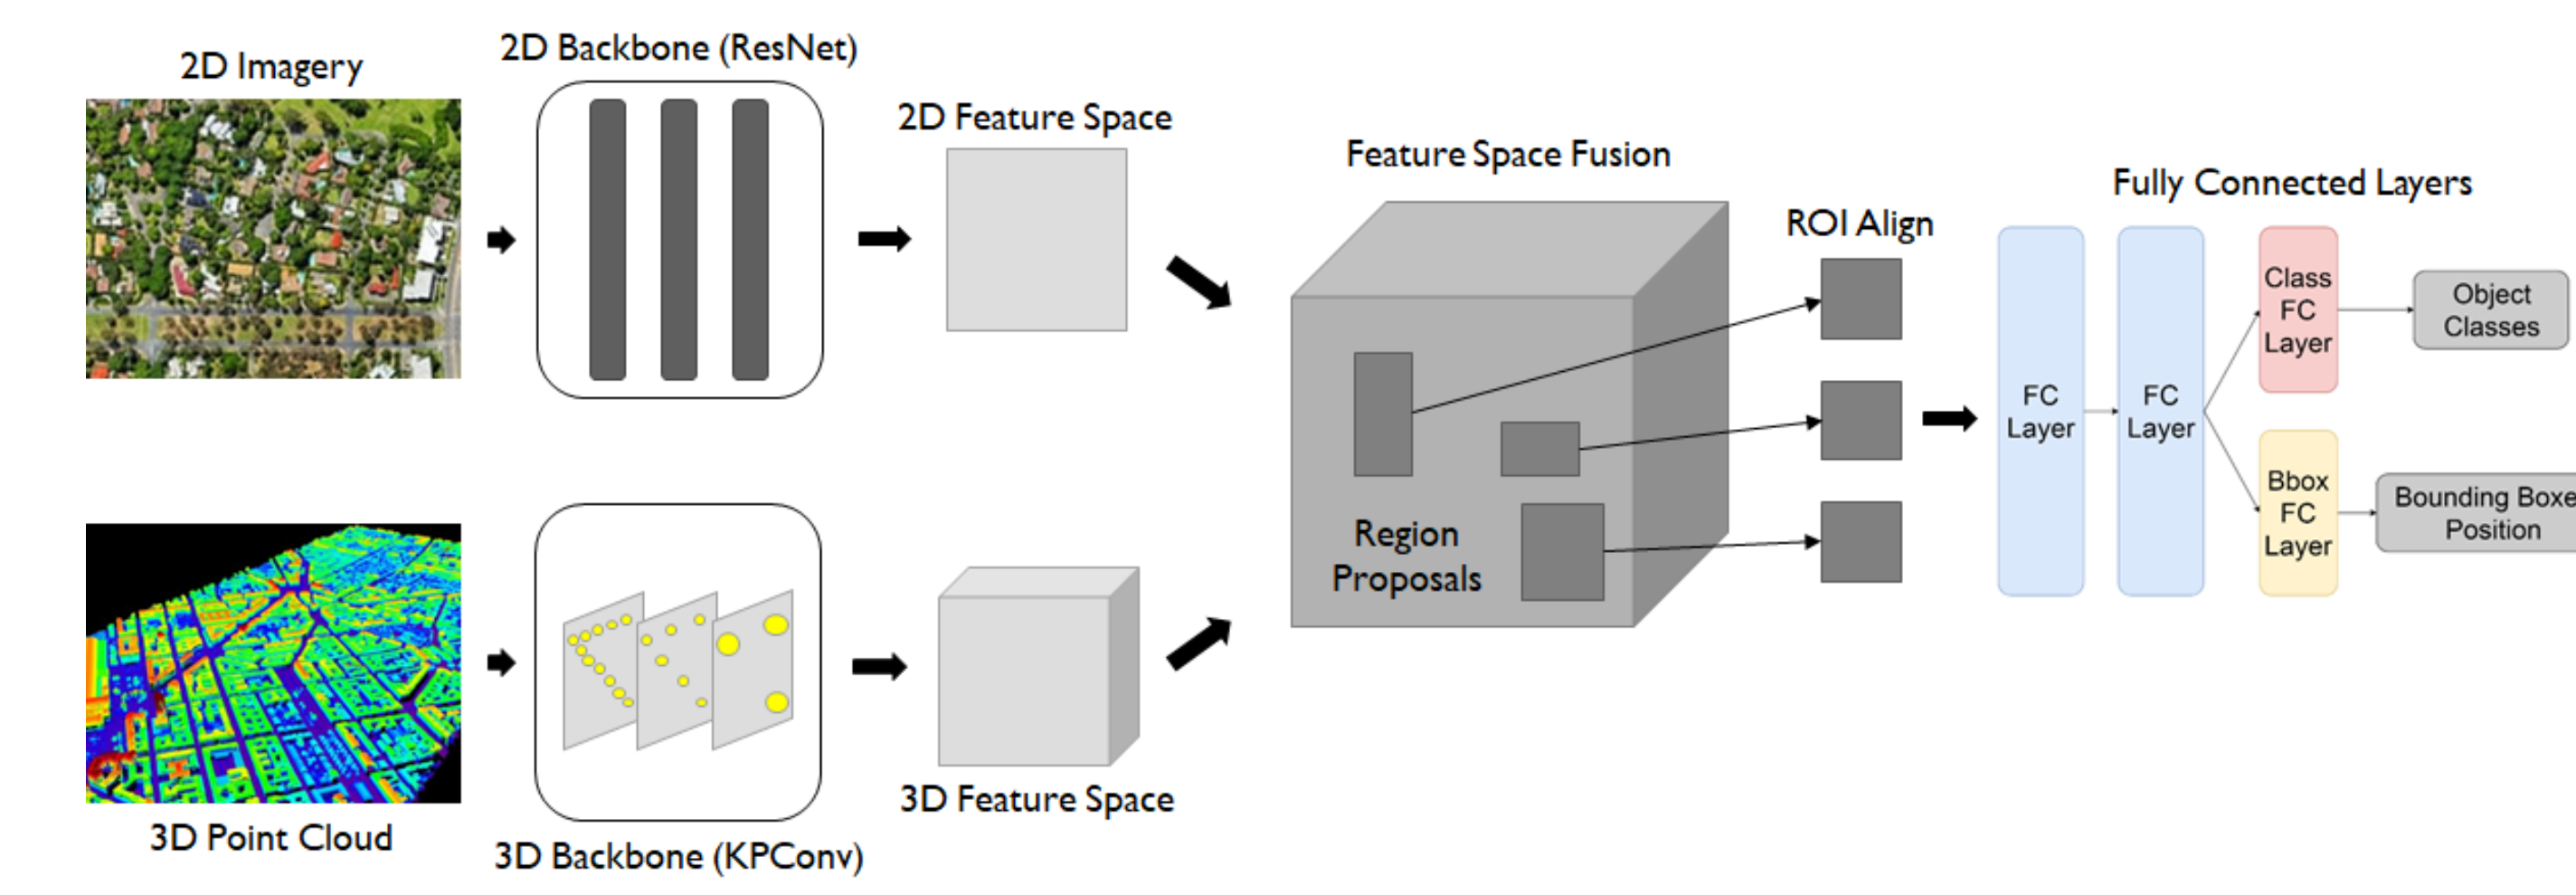 2D Imagery
2D Backbone (ResNet)
2D Feature Space
3D Point Cloud
3D Backbone (KPConv)
3D Feature Space
Feature Space Fusion
Region
Proposals
ROI Align
Fully Connected Layers
FC
Layer
FC
Layer
Class
FC
Layer
Object
Classes
Bbox
FC
Layer
Bounding Boxe
Position